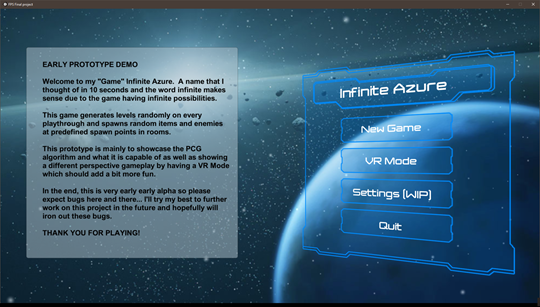 FPS Final project
EARLY PROTOTYPE DEMO
Welcome to my "Game" Infinite Azure. A name that I
thought of in 10 seconds and the word infinite makes
sense due to the game having infinite possibilities.
This game generates levels randomly on every
playthrough and spawns random items and enemies
at predefined spawn points in rooms.
This prototype is mainly to showcase the PCG
algorithm and what it is capable of as well as showing
a different perspective gameplay by having a VR Mode
which should add a bit more fun.
In the end, this is very early early alpha so please
expect bugs here and there... I'll try my best to further
work on this project in the future and hopefully will
iron out these bugs.
THANK YOU FOR PLAYING!
Infinite Azure
New Game
VR Mode
Settings (WIP)
Quit